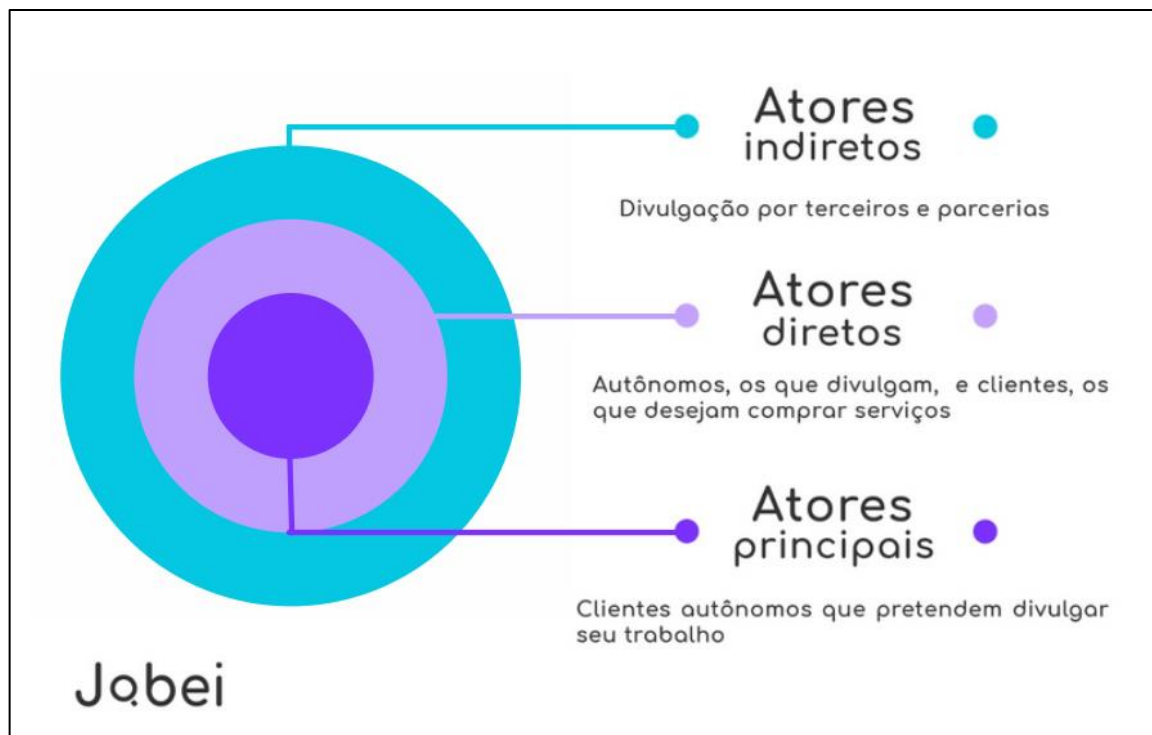 Atores
indiretos
Divulgação por terceiros e parcerias
Atores
diretos
Autônomos, os que divulgam, e clientes, os
que desejam comprar serviços
Atores
principais
Clientes autônomos que pretendem divulgar
seu trabalho
Jobei